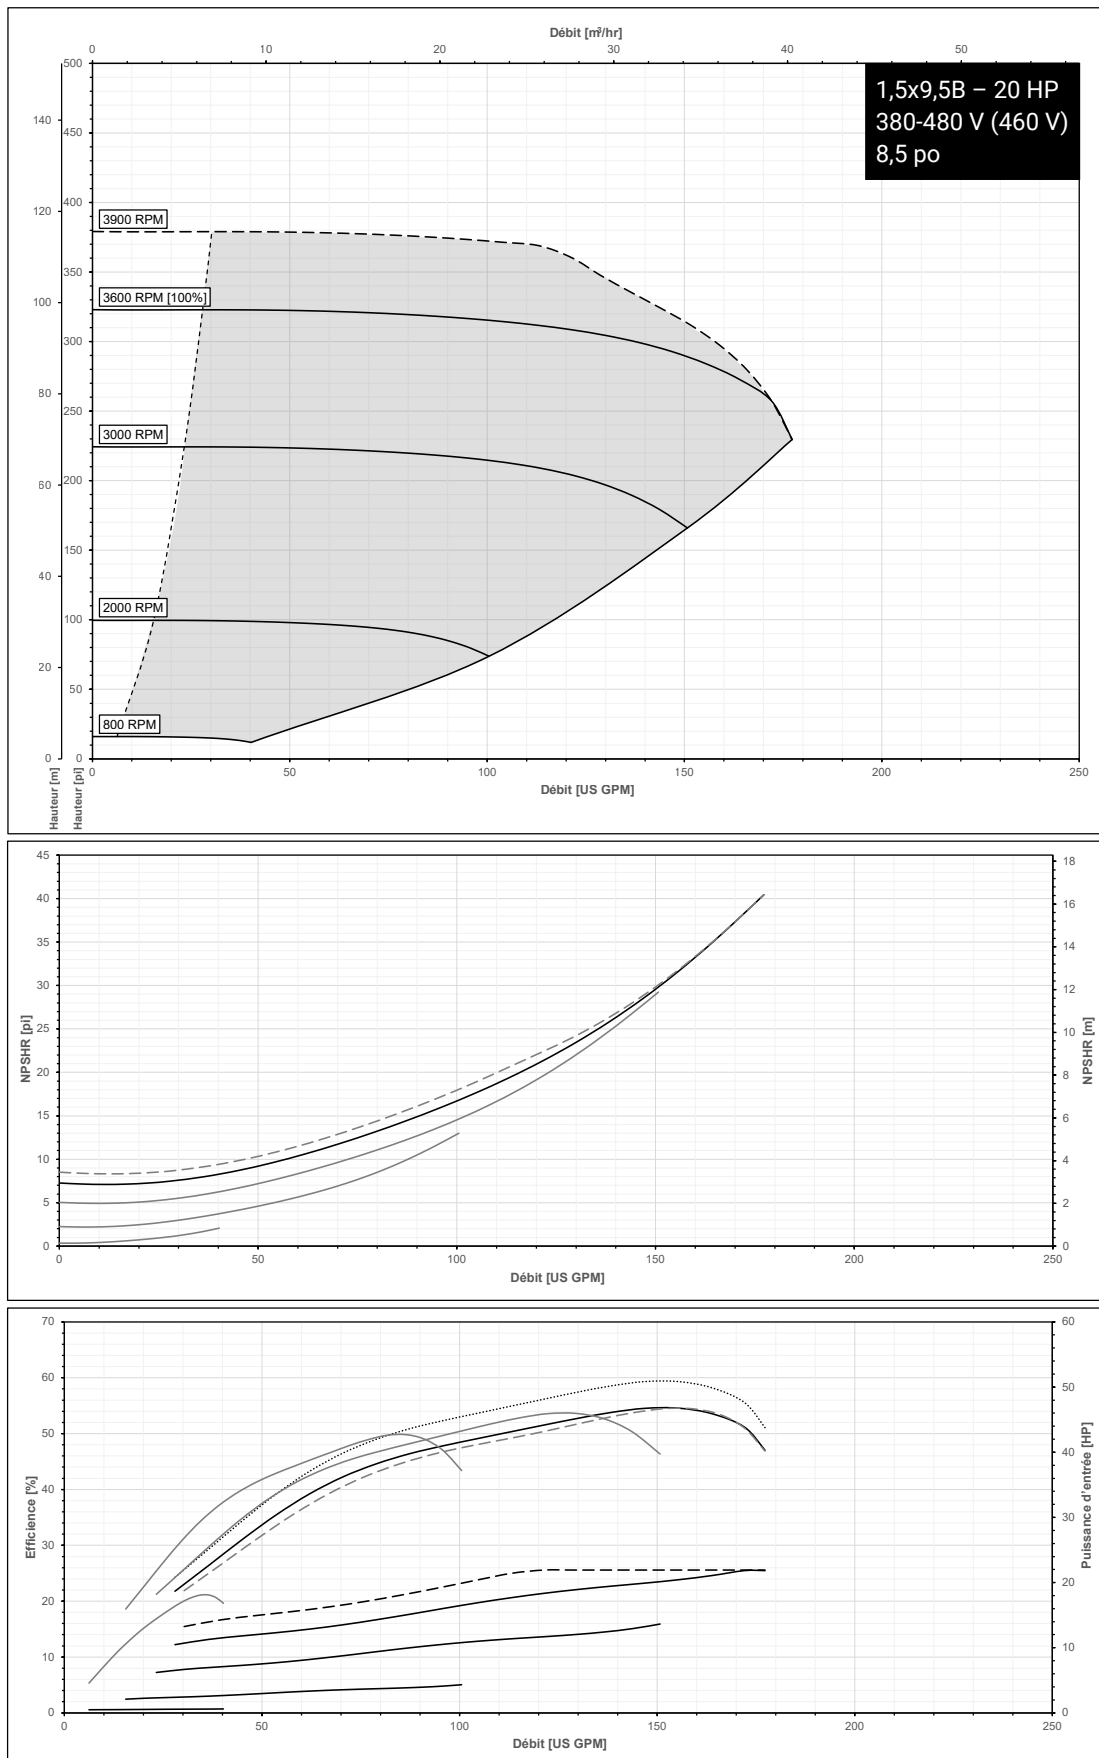 Débit [m³/hr]
0 10 20 30 40 50
1,5x9,5B – 20 HP
380-480 V (460 V)
8,5 po
500
450
400
350
300
250
200
150
100
50
0
140
120
100
80
60
40
20
0
3900 RPM
3600 RPM [100%]
3000 RPM
2000 RPM
800 RPM
0 50 100 150 200 250
Débit [US GPM]
Hauteur [m]
Hauteur [pi]
45
40
35
30
25
20
15
10
5
0
NPSHR [pi]
18
16
14
12
10
8
6
4
2
0
NPSHR [m]
0 50 100 150 200 250
Débit [US GPM]
70
60
50
40
30
20
10
0
Efficience [%]
60
50
40
30
20
10
0
Puissance d'entrée [HP]
0 50 100 150 200 250
Débit [US GPM]